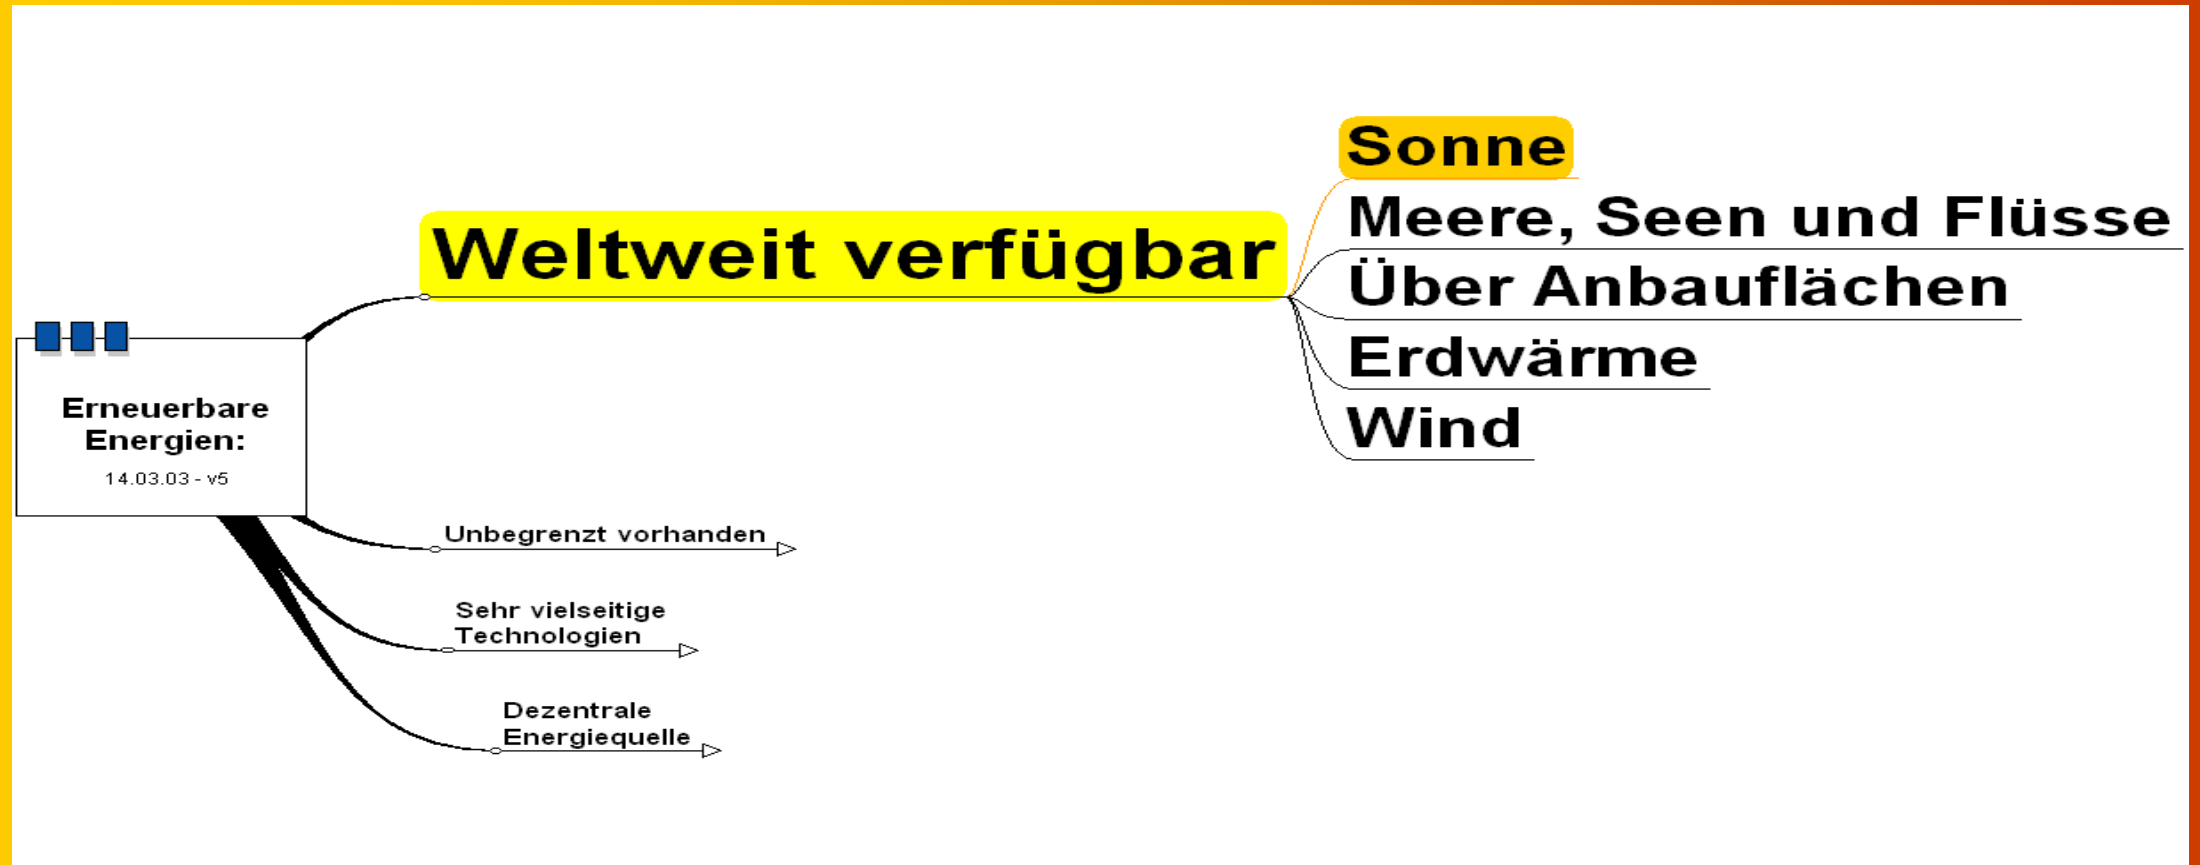 Erneuerbare
Energien:
14.03.03 - v5
Weltweit verfügbar
Sonne
Meere, Seen und Flüsse
Über Anbauflächen
Erdwärme
Wind
Unbegrenzt vorhanden
Sehr vielseitige
Technologien
Dezentrale
Energiequelle